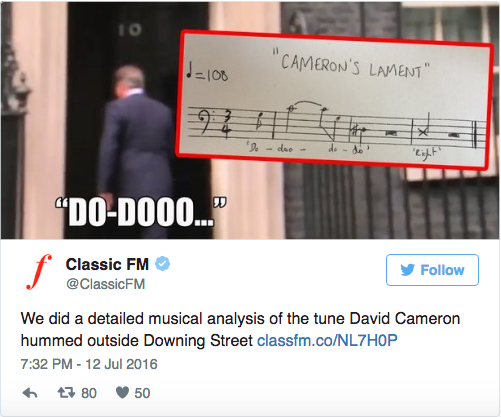 10
"CAMERON'S LAMENT"
♩=108
3
4
'Do - doo - do - do'
'Right'
"DO-DOOO..."
Classic FM
@ClassicFM
Follow
We did a detailed musical analysis of the tune David Cameron
hummed outside Downing Street classfm.co/NL7H0P
7:32 PM - 12 Jul 2016
80
50